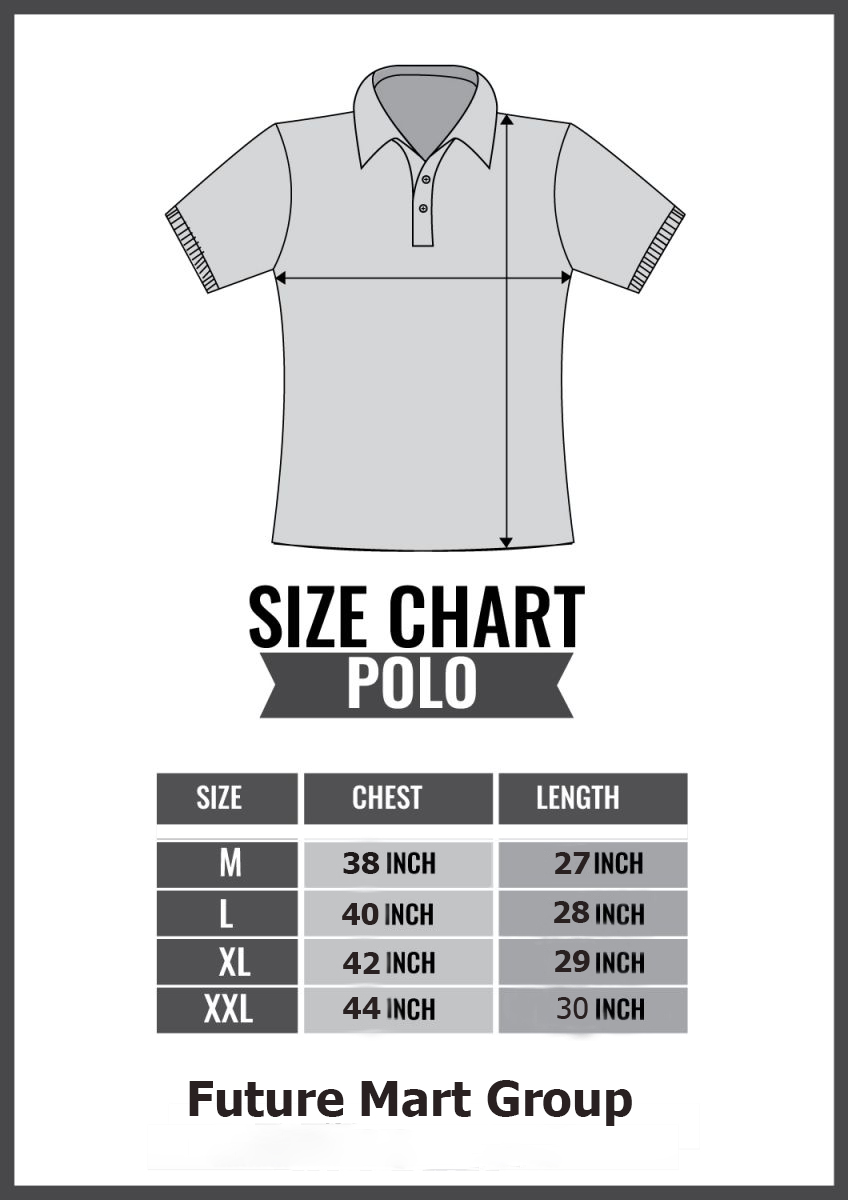 SIZE CHART
POLO
SIZE CHEST LENGTH
M 38 INCH 27 INCH
L 40 INCH 28 INCH
XL 42 INCH 29 INCH
XXL 44 INCH 30 INCH
Future Mart Group